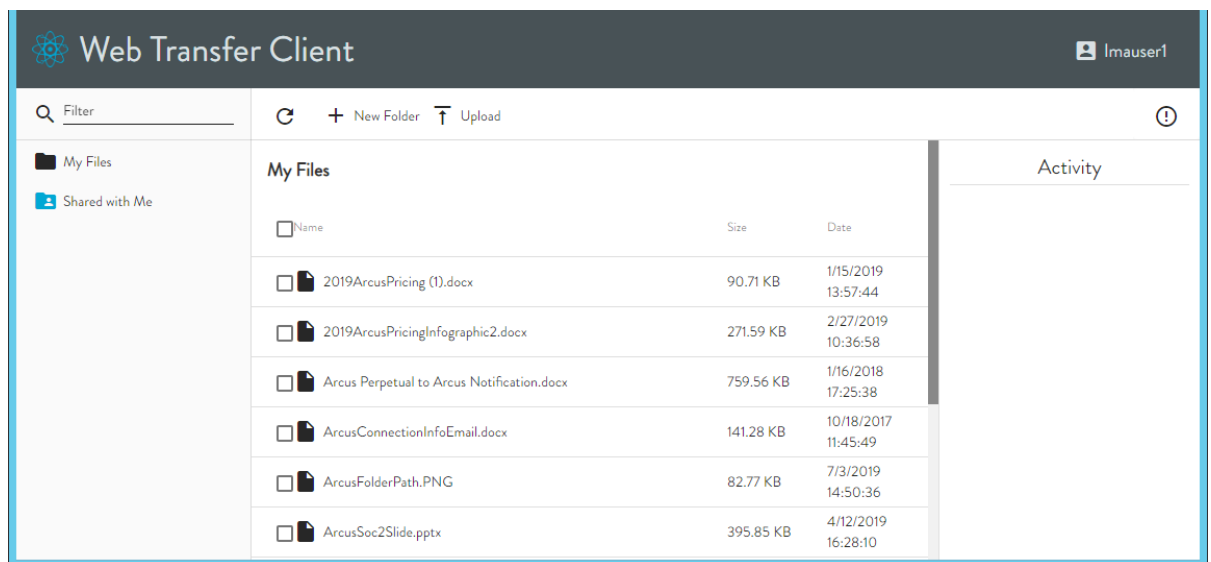 Web Transfer Client
Imauser1
Filter
New Folder
Upload
My Files
Shared with Me
My Files
Activity
Name Size Date
2019ArcusPricing (1).docx 90.71 KB 1/15/2019
13:57:44
2019ArcusPricingInfographic2.docx 271.59 KB 2/27/2019
10:36:58
Arcus Perpetual to Arcus Notification.docx 759.56 KB 1/16/2018
17:25:38
ArcusConnectionInfoEmail.docx 141.28 KB 10/18/2017
11:45:49
ArcusFolderPath.PNG 82.77 KB 7/3/2019
14:50:36
ArcusSoc2Slide.pptx 395.85 KB 4/12/2019
16:28:10